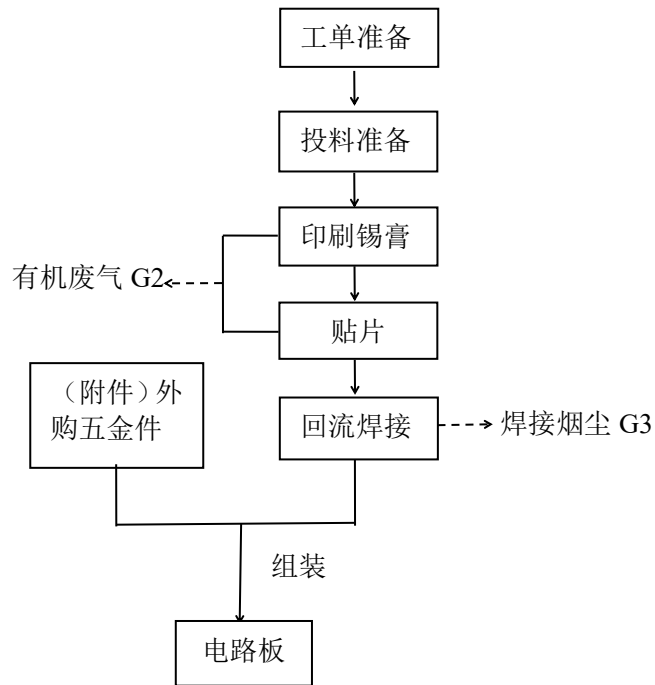 工单准备
投料准备
印刷锡膏
有机废气 G2
贴片
（附件）外
购五金件
回流焊接
焊接烟尘 G3
组装
电路板